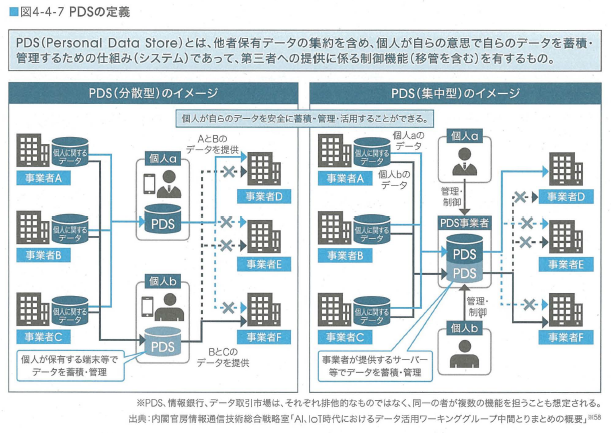 ■図4-4-7 PDSの定義
PDS(Personal Data Store)とは、他者保有データの集約を含め、個人が自らの意思で自らのデータを蓄積・
管理するための仕組み(システム)であって、第三者への提供に係る制御機能(移管を含む)を有するもの。
PDS(分散型)のイメージ
PDS(集中型)のイメージ
個人が自らのデータを安全に蓄積・管理・活用することができる。
個人に関する
データ
事業者A
個人に関する
データ
事業者B
個人に関する
データ
事業者C
個人a
PDS
個人b
PDS
AとBの
データを提供
BとCの
データを提供
事業者D
事業者E
事業者F
個人が保有する端末等で
データを蓄積・管理
個人に関する
データ
事業者A
個人に関する
データ
事業者B
個人に関する
データ
事業者C
個人aの
データ
個人bの
データ
個人a
管理・
制御
PDS事業者
PDS
PDS
管理・
制御
個人b
事業者D
事業者E
事業者F
事業者が提供するサーバー
等でデータを蓄積・管理
※PDS、情報銀行、データ取引市場は、それぞれ排他的なものではなく、同一の者が複数の機能を担うことも想定される。
出典:内閣官房情報通信技術総合戦略室「AI、IoT時代におけるデータ活用ワーキンググループ中間とりまとめの概要」※58